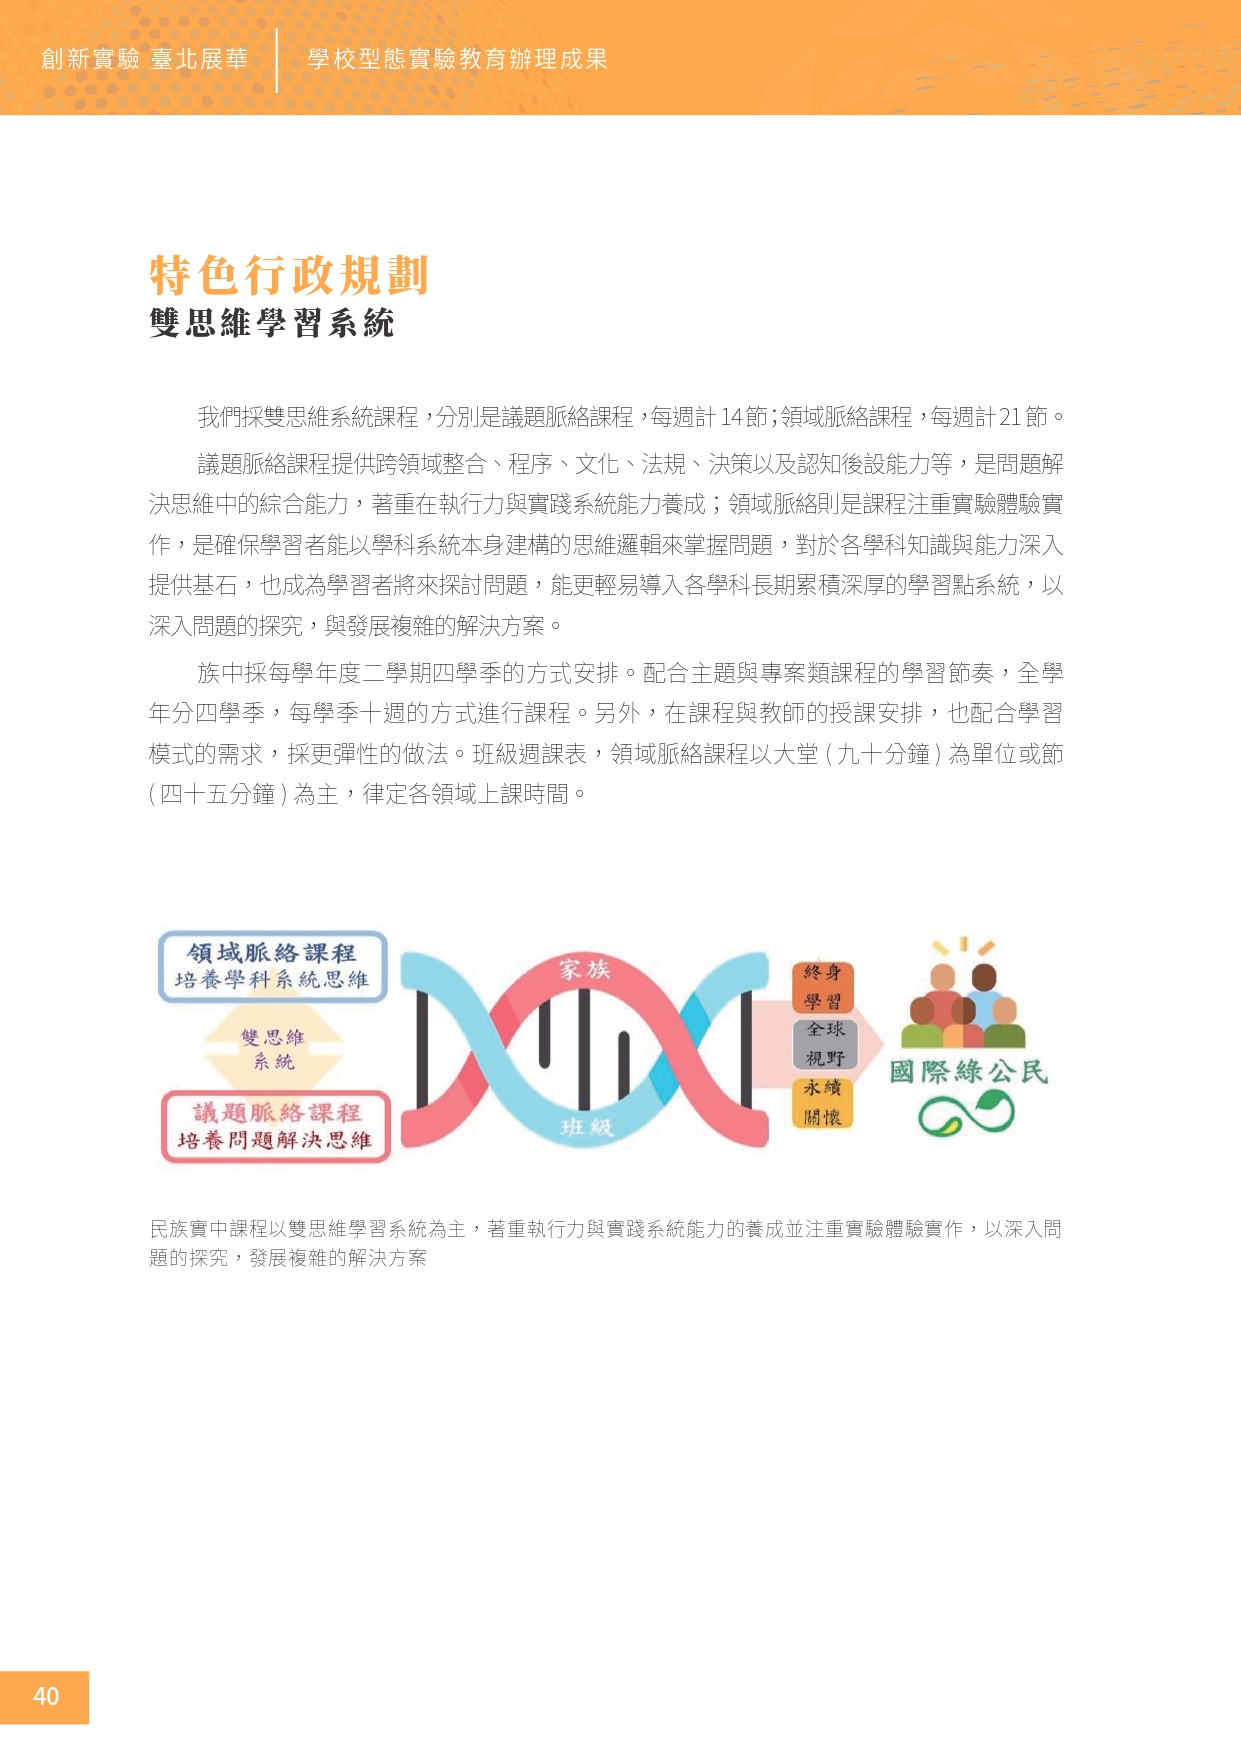 創新實驗 臺北展華
學校型態實驗教育辦理成果
特色行政規劃
雙思維學習系統
我們採雙思維系統課程，分別是議題脈絡課程，每週計 14 節；領域脈絡課程，每週計 21 節。
議題脈絡課程提供跨領域整合、程序、文化、法規、決策以及認知後設能力等，是問題解
決思維中的綜合能力，著重在執行力與實踐系統能力養成；領域脈絡則是課程注重實驗體驗實
作，是確保學習者能以學科系統本身建構的思維邏輯來掌握問題，對於各學科知識與能力深入
提供基石，也成為學習者將來探討問題，能更輕易導入各學科長期累積深厚的學習點系統，以
深入問題的探究，與發展複雜的解決方案。
族中採每學年度二學期四學季的方式安排。配合主題與專案類課程的學習節奏，全學
年分四學季，每學季十週的方式進行課程。另外，在課程與教師的授課安排，也配合學習
模式的需求，採更彈性的做法。班級週課表，領域脈絡課程以大堂 ( 九十分鐘 ) 為單位或節
( 四十五分鐘 ) 為主，律定各領域上課時間。
領域脈絡課程
培養學科系統思維
雙思維
系統
議題脈絡課程
培養問題解決思維
家族
班級
終身
學習
全球
視野
永續
關懷
國際綠公民
民族實中課程以雙思維學習系統為主，著重執行力與實踐系統能力的養成並注重實驗體驗實作，以深入問
題的探究，發展複雜的解決方案
40